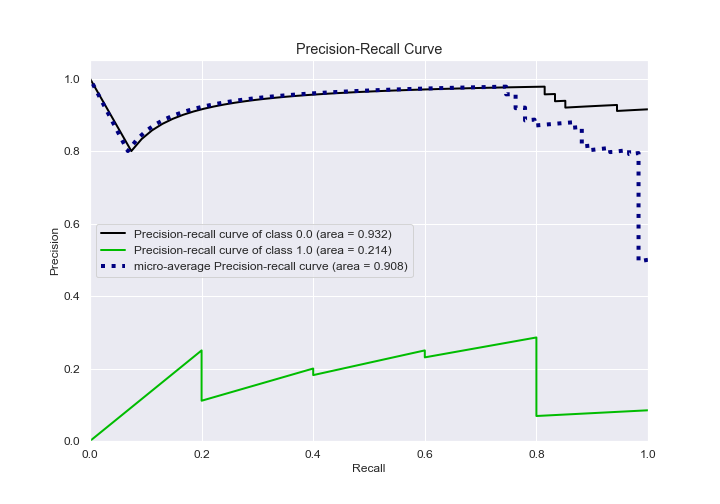 Precision-Recall Curve
Precision
1.0
0.8
0.6
0.4
0.2
0.0
Precision-recall curve of class 0.0 (area = 0.932)
Precision-recall curve of class 1.0 (area = 0.214)
micro-average Precision-recall curve (area = 0.908)
0.0 0.2 0.4 0.6 0.8 1.0
Recall